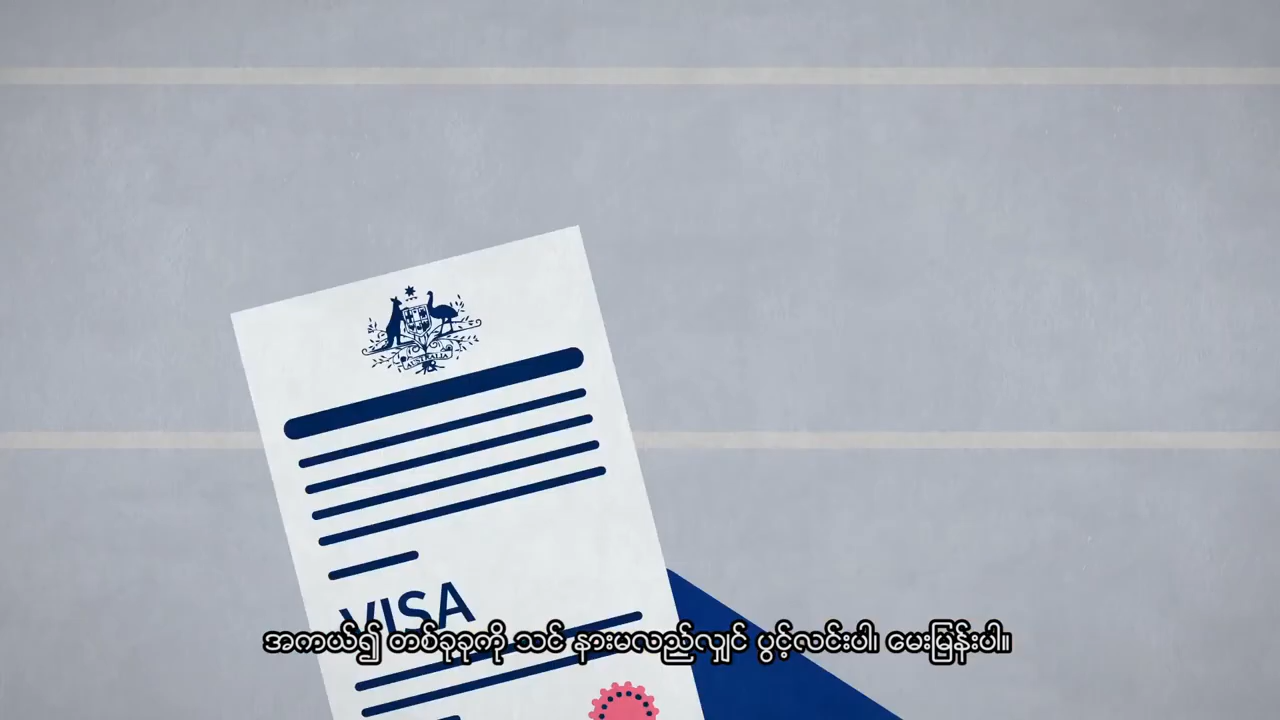 AUSTRALIA
VISA
အကယ်၍ တစ်ခုခုကို သင် နားမလည်လျှင် ပွင့်လင်းပါ၊ မေးမြန်းပါ။